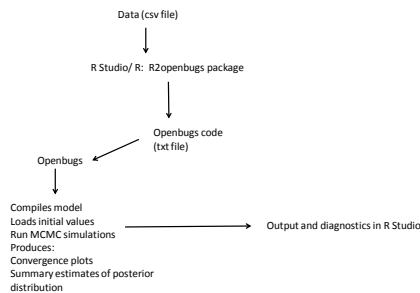 Data (csv file)
R Studio/ R: R2openbugs package
Openbugs code
(txt file)
Openbugs
Compiles model
Loads initial values
Run MCMC simulations
Produces:
Convergence plots
Summary estimates of posterior
distribution
Output and diagnostics in R Studio